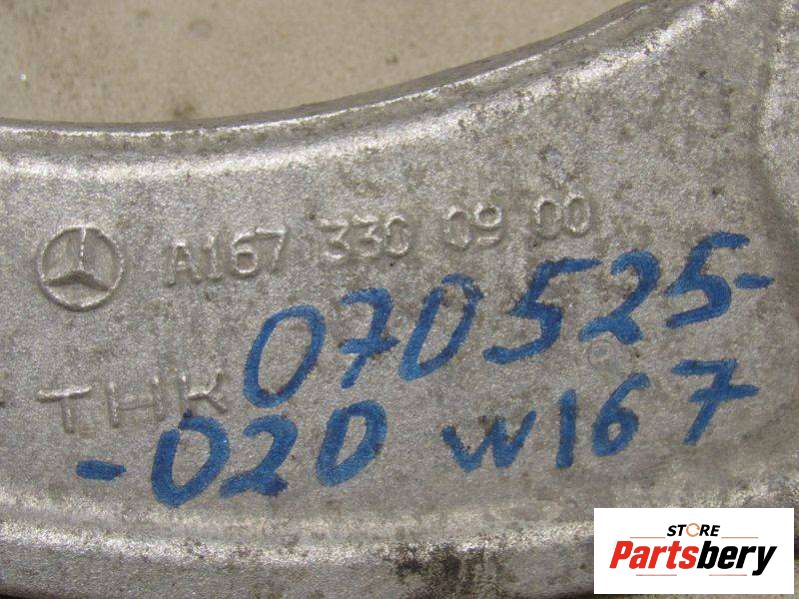 A167 330 09 00
070525-
THK
-020 W167
STORE
Partsbery